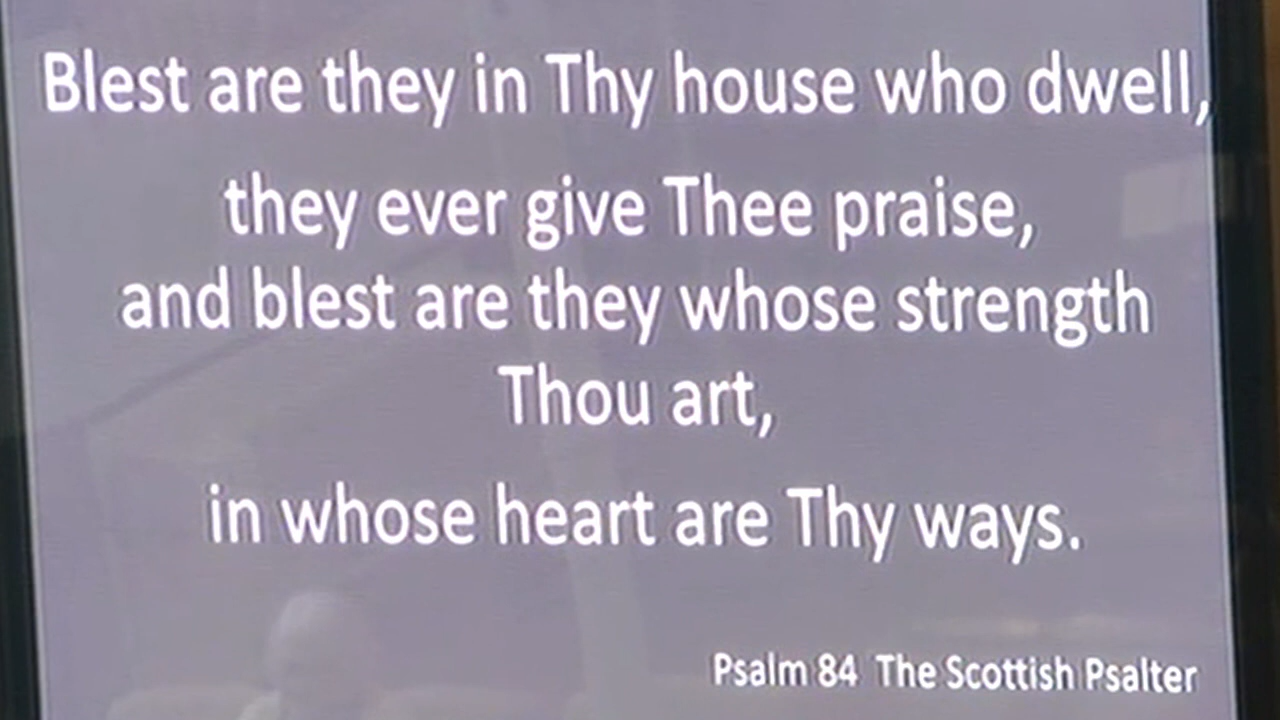 Blest are they in Thy house who dwell,
they ever give Thee praise,
and blest are they whose strength
Thou art,
in whose heart are Thy ways.
Psalm 84 The Scottish Psalter